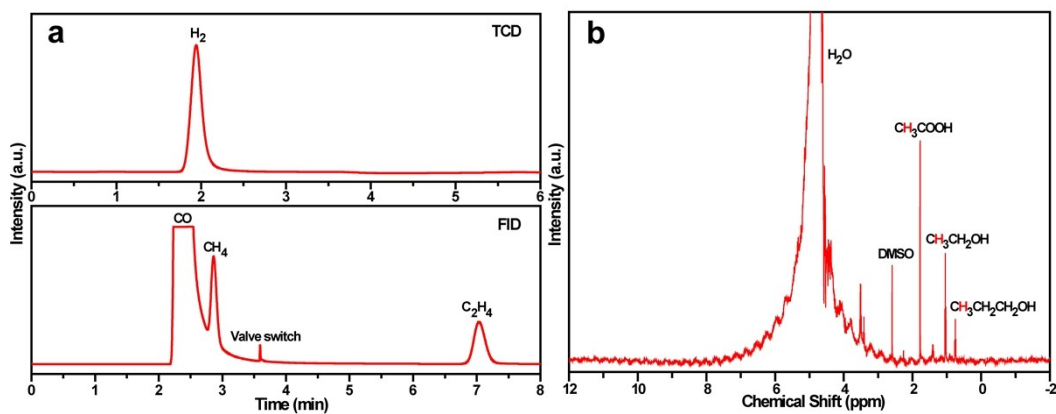 a
H₂
TCD
0 1 2 3 4 5 6
Intensity (a.u.)
CO
CH₄
Valve switch
C₂H₄
FID
0 1 2 3 4 5 6 7 8
Time (min)
b
H₂O
CH₃COOH
DMSO
CH₃CH₂OH
CH₃CH₂CH₂OH
Intensity (a.u.)
12 10 8 6 4 2 0 -2
Chemical Shift (ppm)